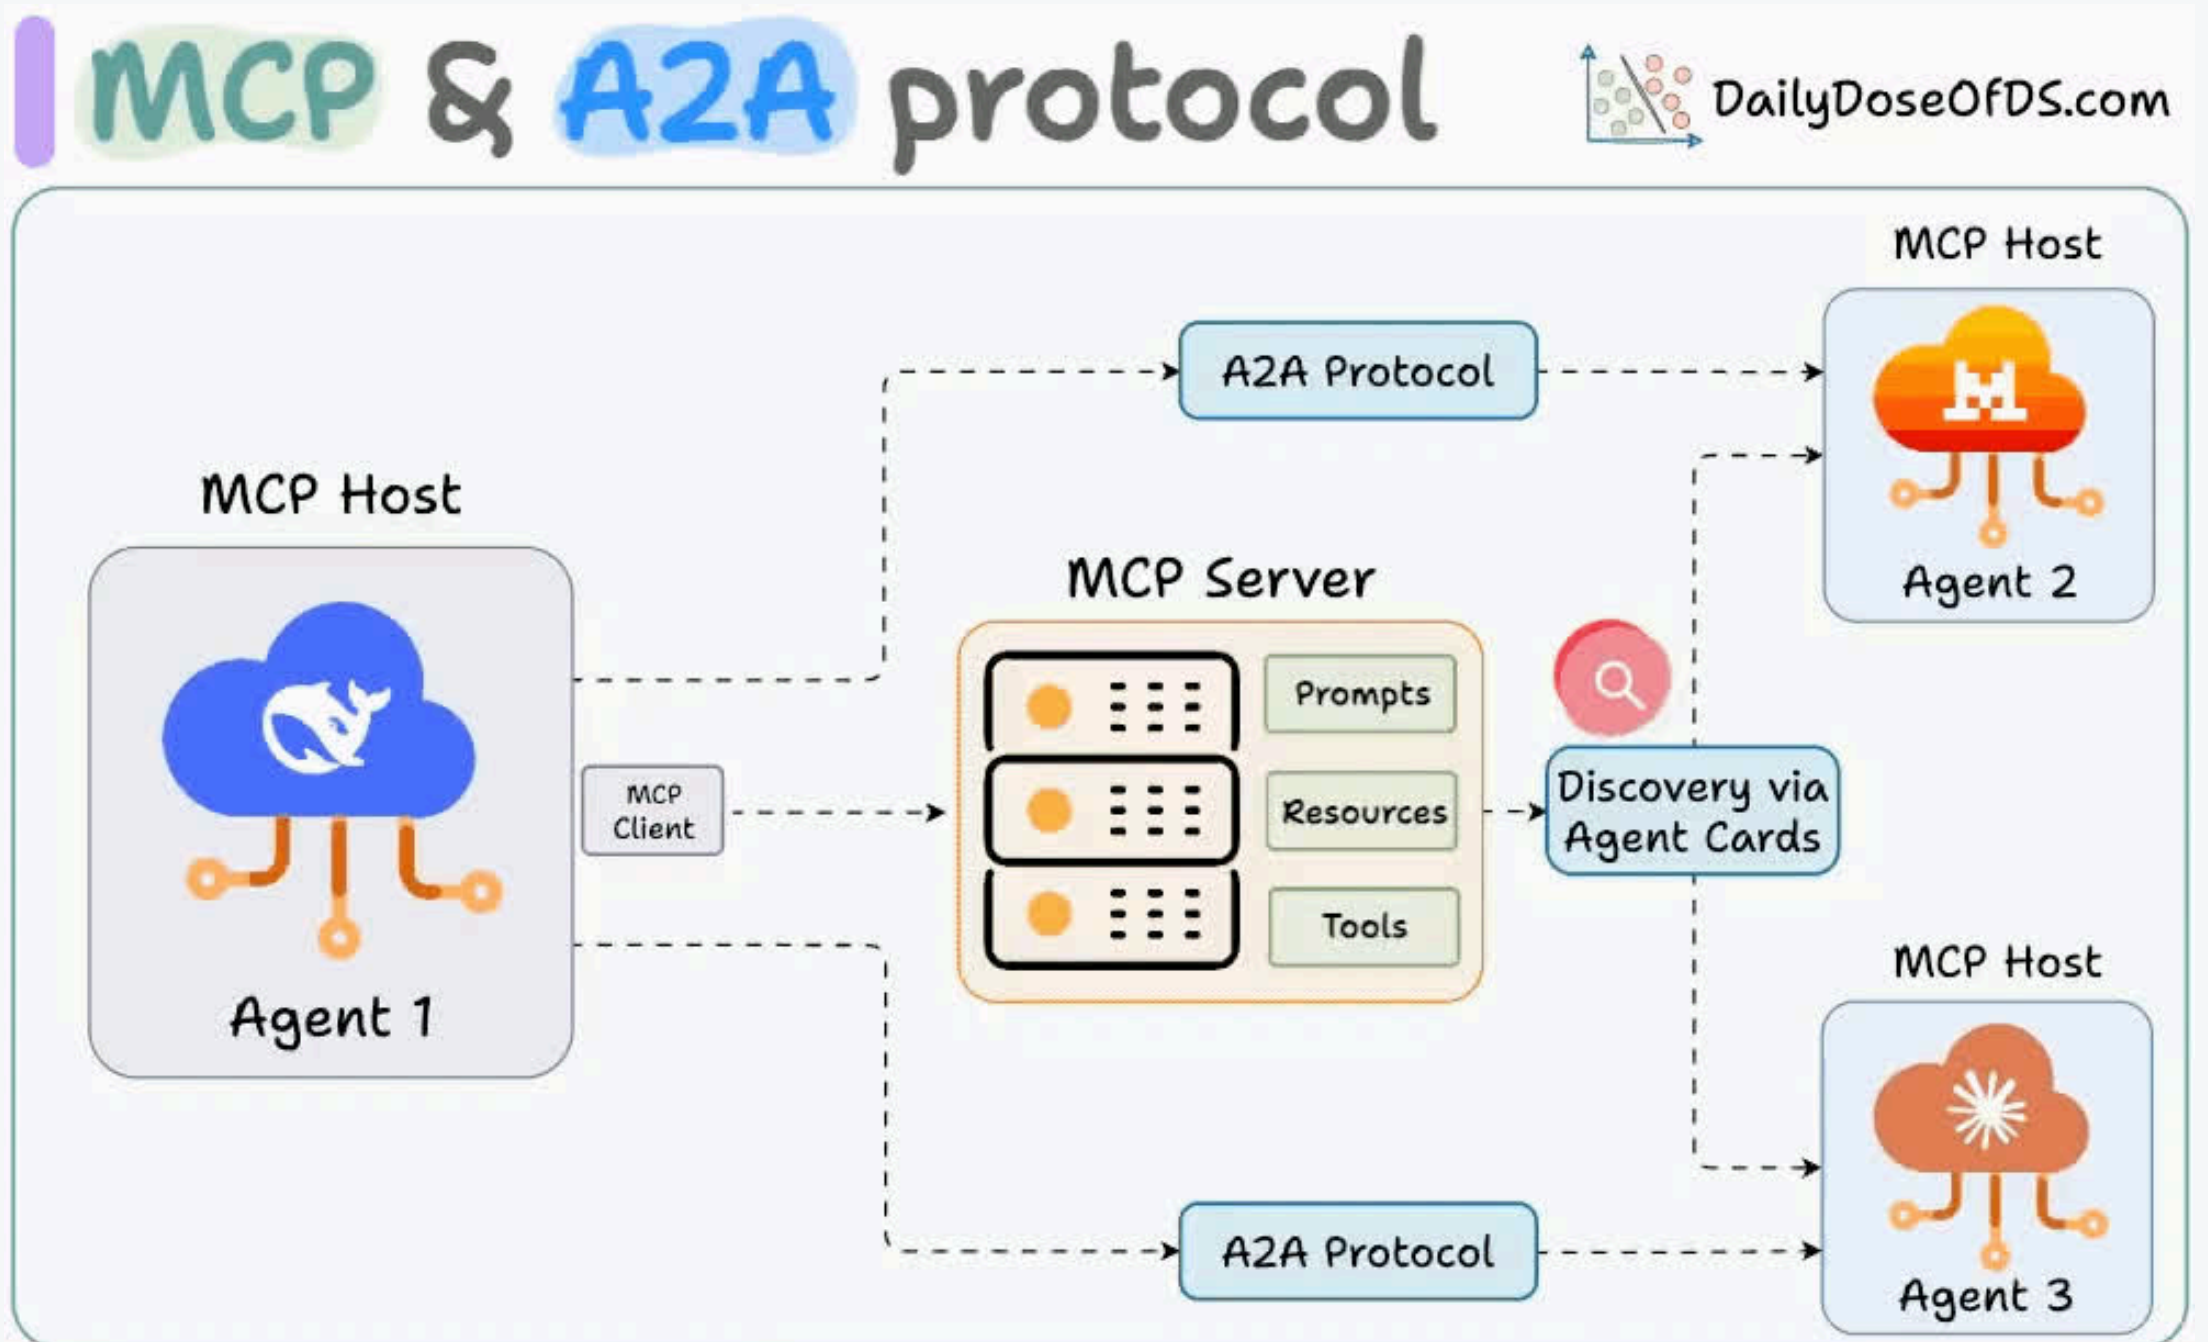 MCP & A2A protocol
DailyDoseOfDS.com
MCP Host
A2A Protocol
Agent 2
MCP Host
Agent 1
MCP
Client
MCP Server
Prompts
Resources
Tools
Discovery via
Agent Cards
MCP Host
A2A Protocol
Agent 3